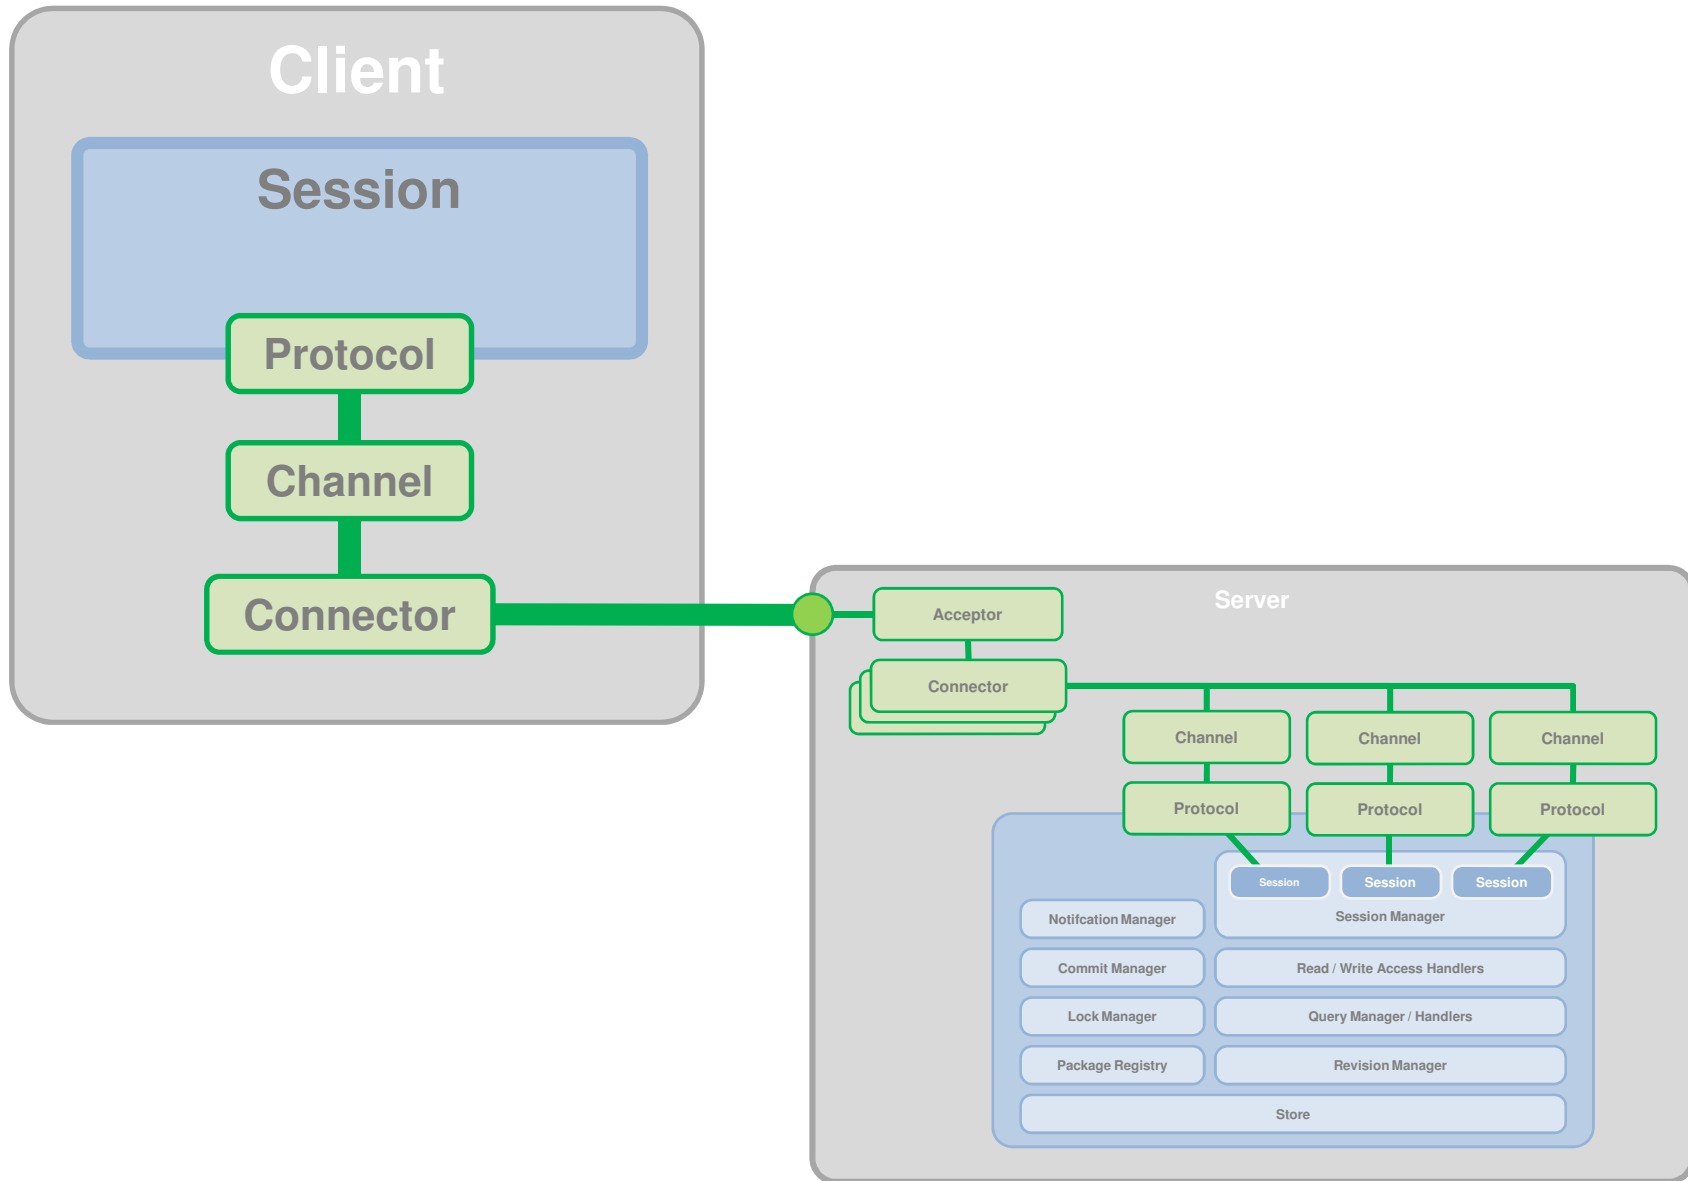 Client
Session
Protocol
Channel
Connector
Server
Acceptor
Connector
Channel
Channel
Channel
Protocol
Protocol
Protocol
Session
Session
Session
Session Manager
Notifcation Manager
Commit Manager
Read / Write Access Handlers
Lock Manager
Query Manager / Handlers
Package Registry
Revision Manager
Store